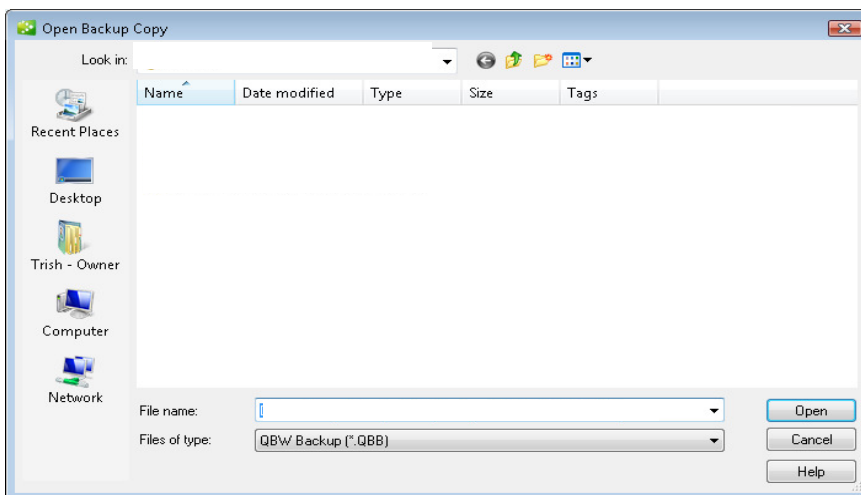 Open Backup Copy
Look in:
Name Date modified Type Size Tags
Recent Places
Desktop
Trish - Owner
Computer
Network
File name:
Open
Files of type: QBW Backup (*.QBB)
Cancel
Help